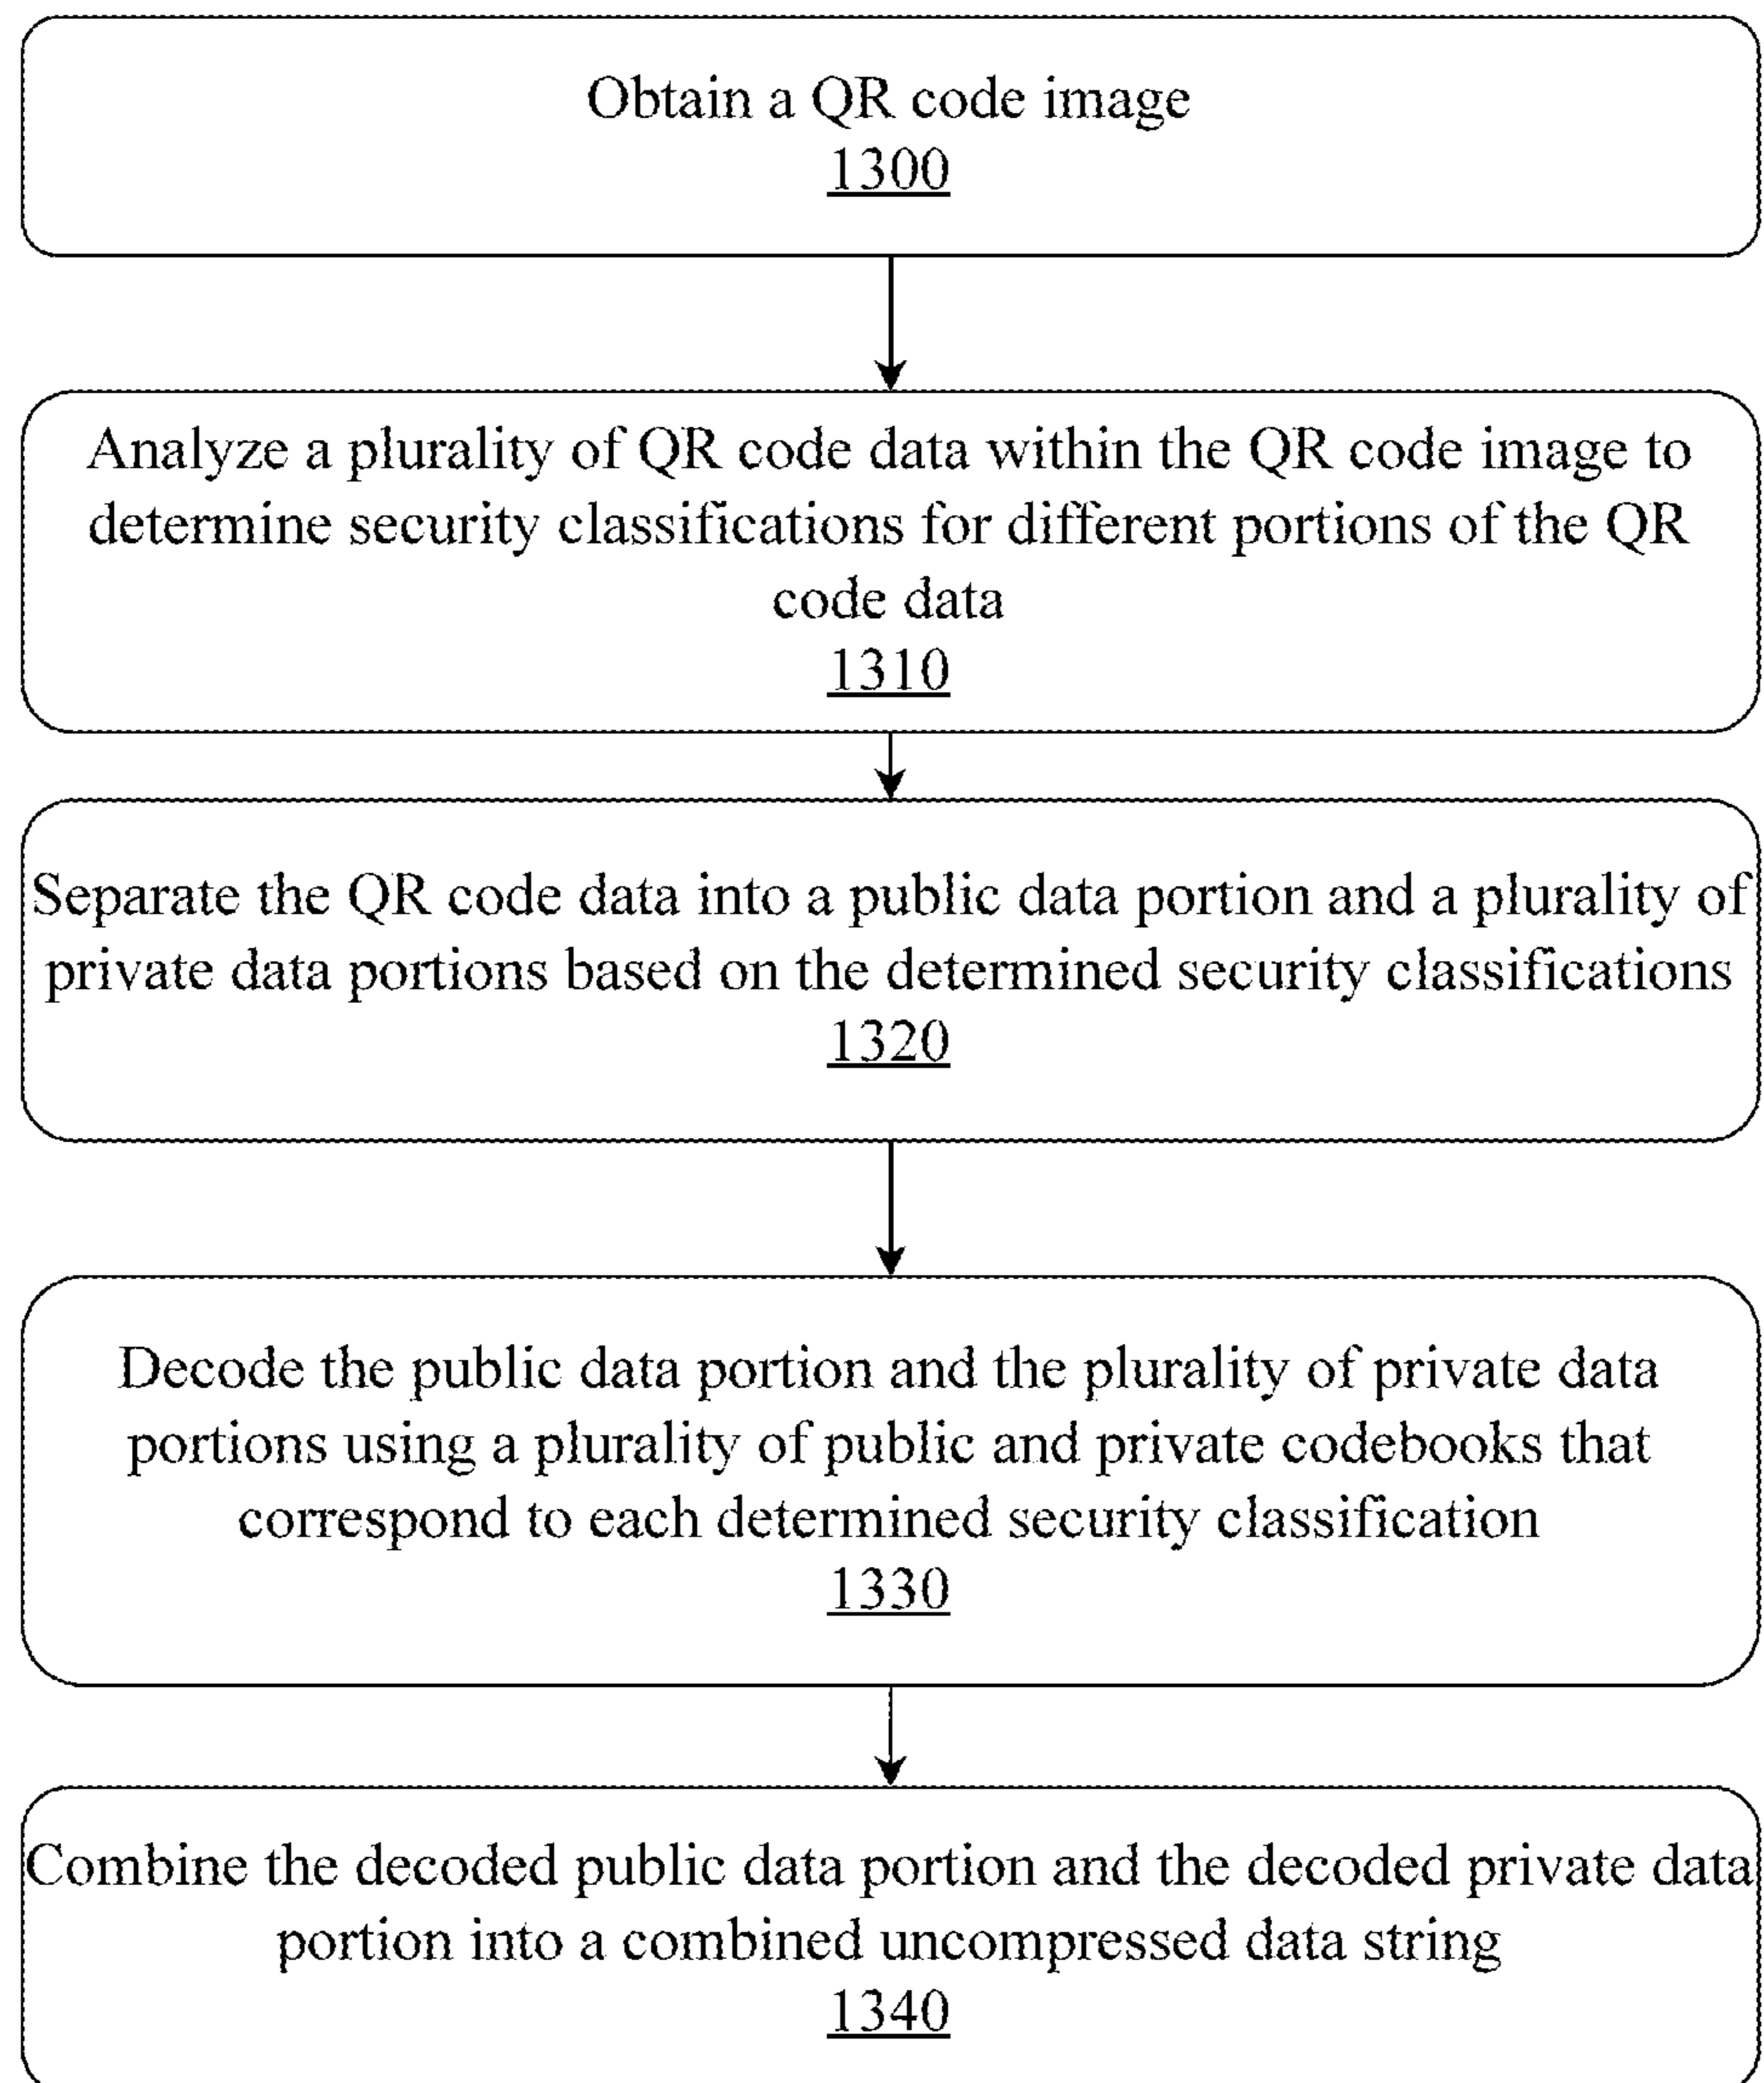 Obtain a QR code image
1300
Analyze a plurality of QR code data within the QR code image to
determine security classifications for different portions of the QR
code data
1310
Separate the QR code data into a public data portion and a plurality of
private data portions based on the determined security classifications
1320
Decode the public data portion and the plurality of private data
portions using a plurality of public and private codebooks that
correspond to each determined security classification
1330
Combine the decoded public data portion and the decoded private data
portion into a combined uncompressed data string
1340